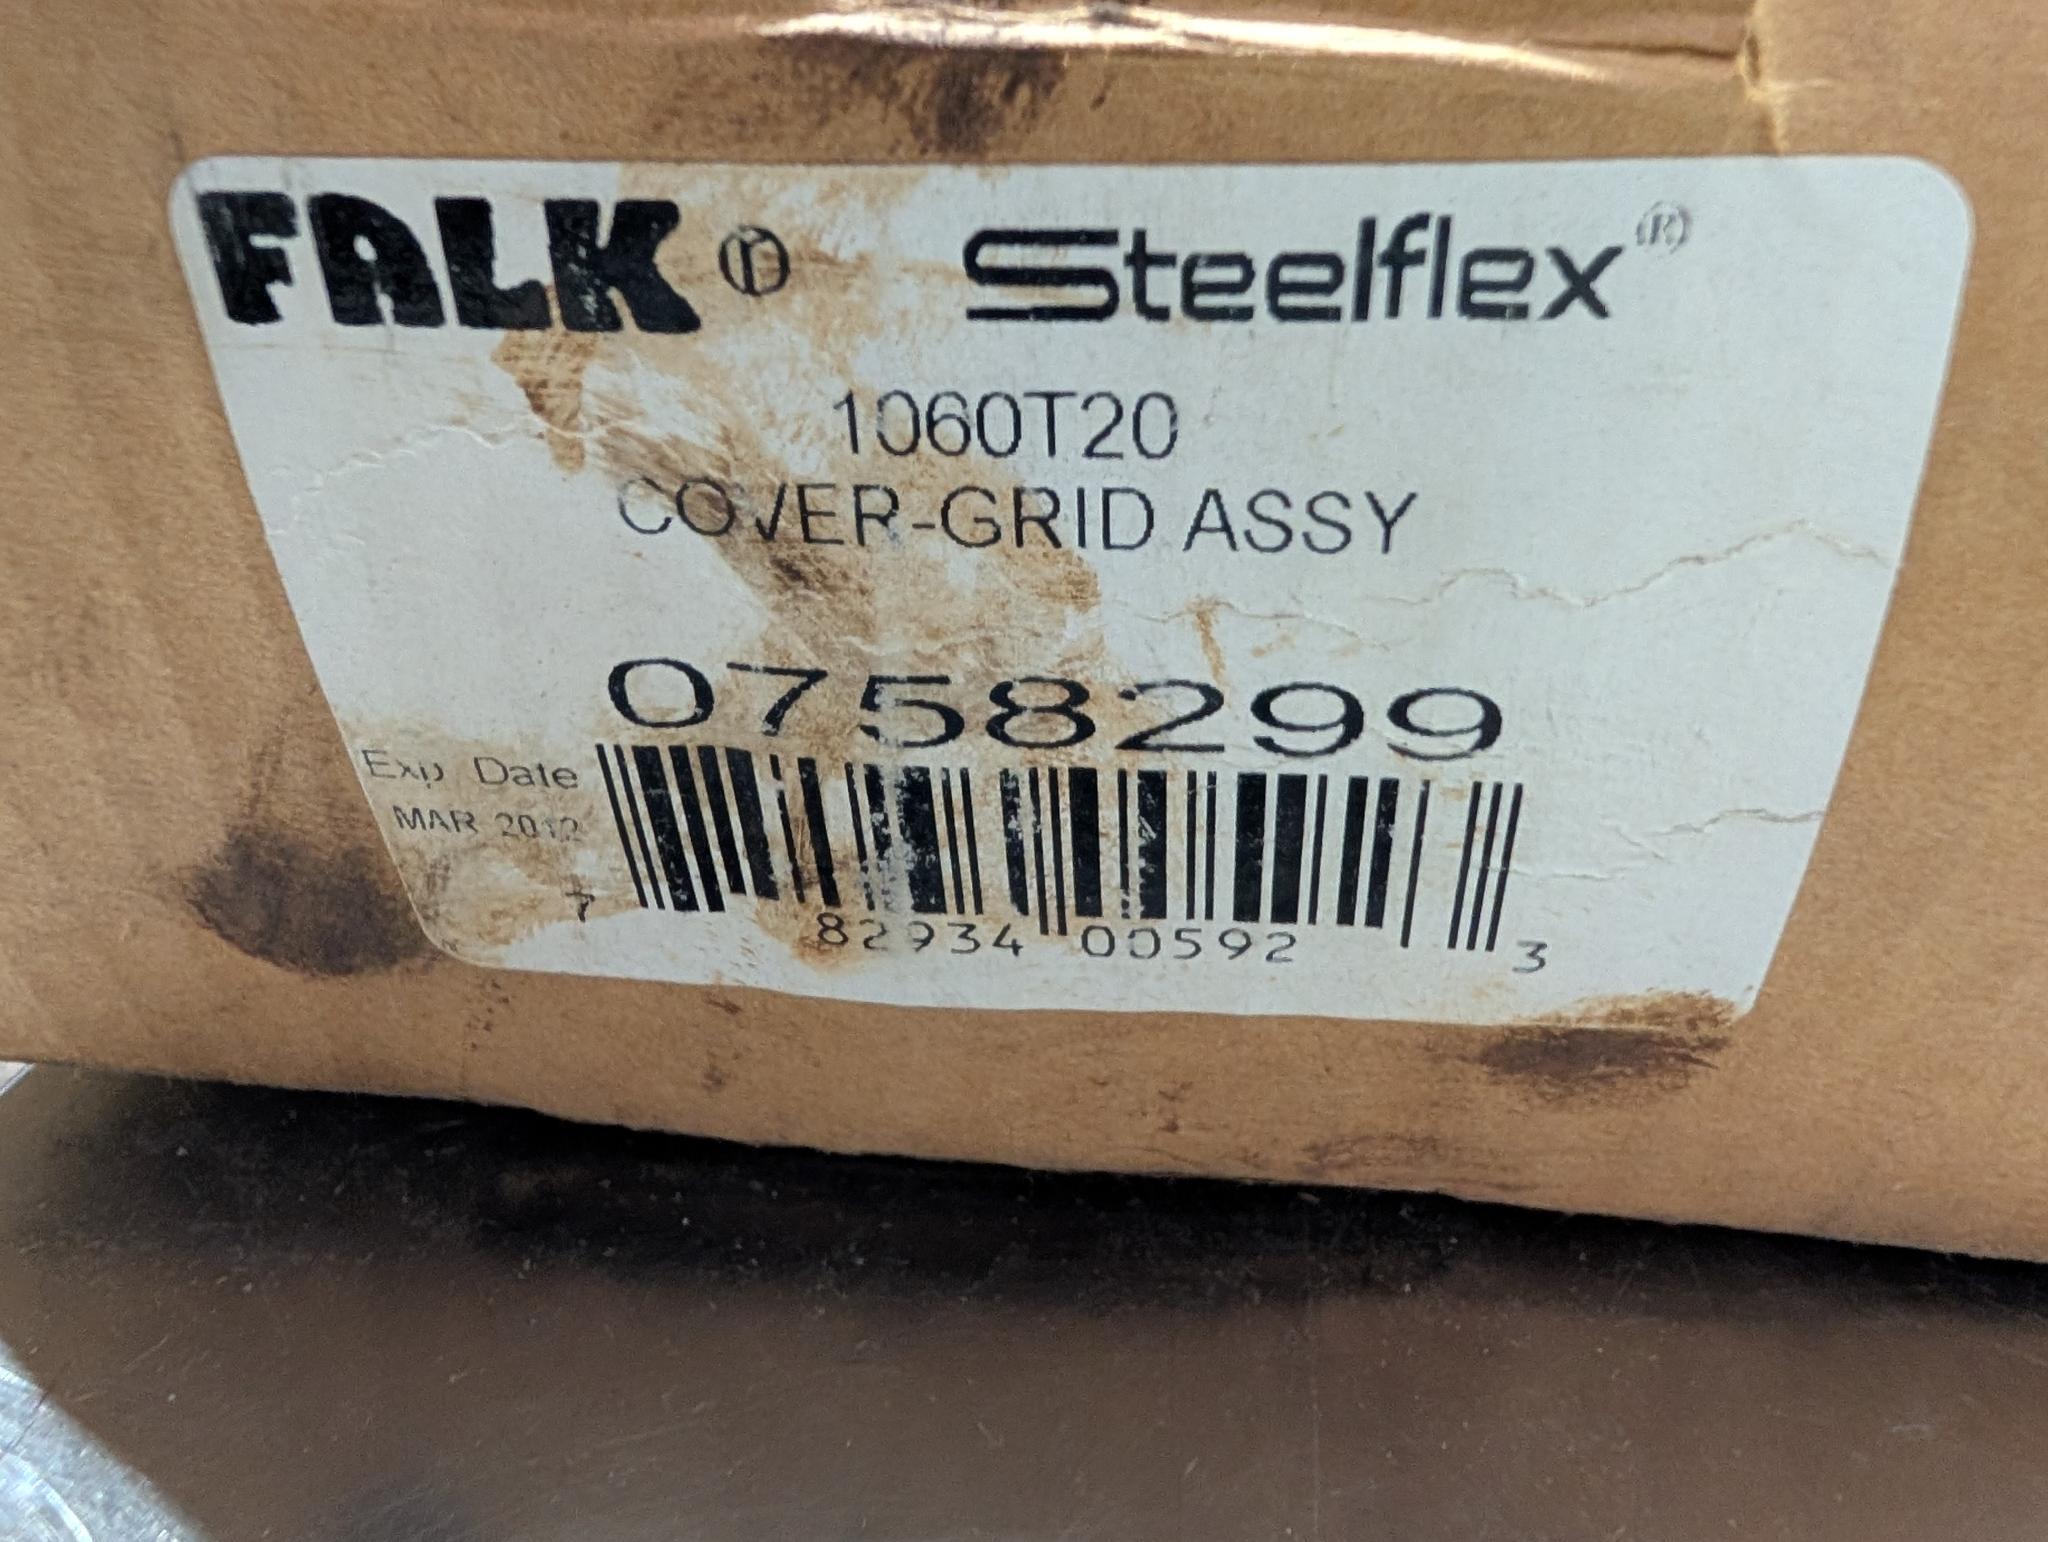 FALK ® Steelflex ®
1060T20
COVER-GRID ASSY
0758299
Exp Date
MAR 2012
7 82934 00592 3